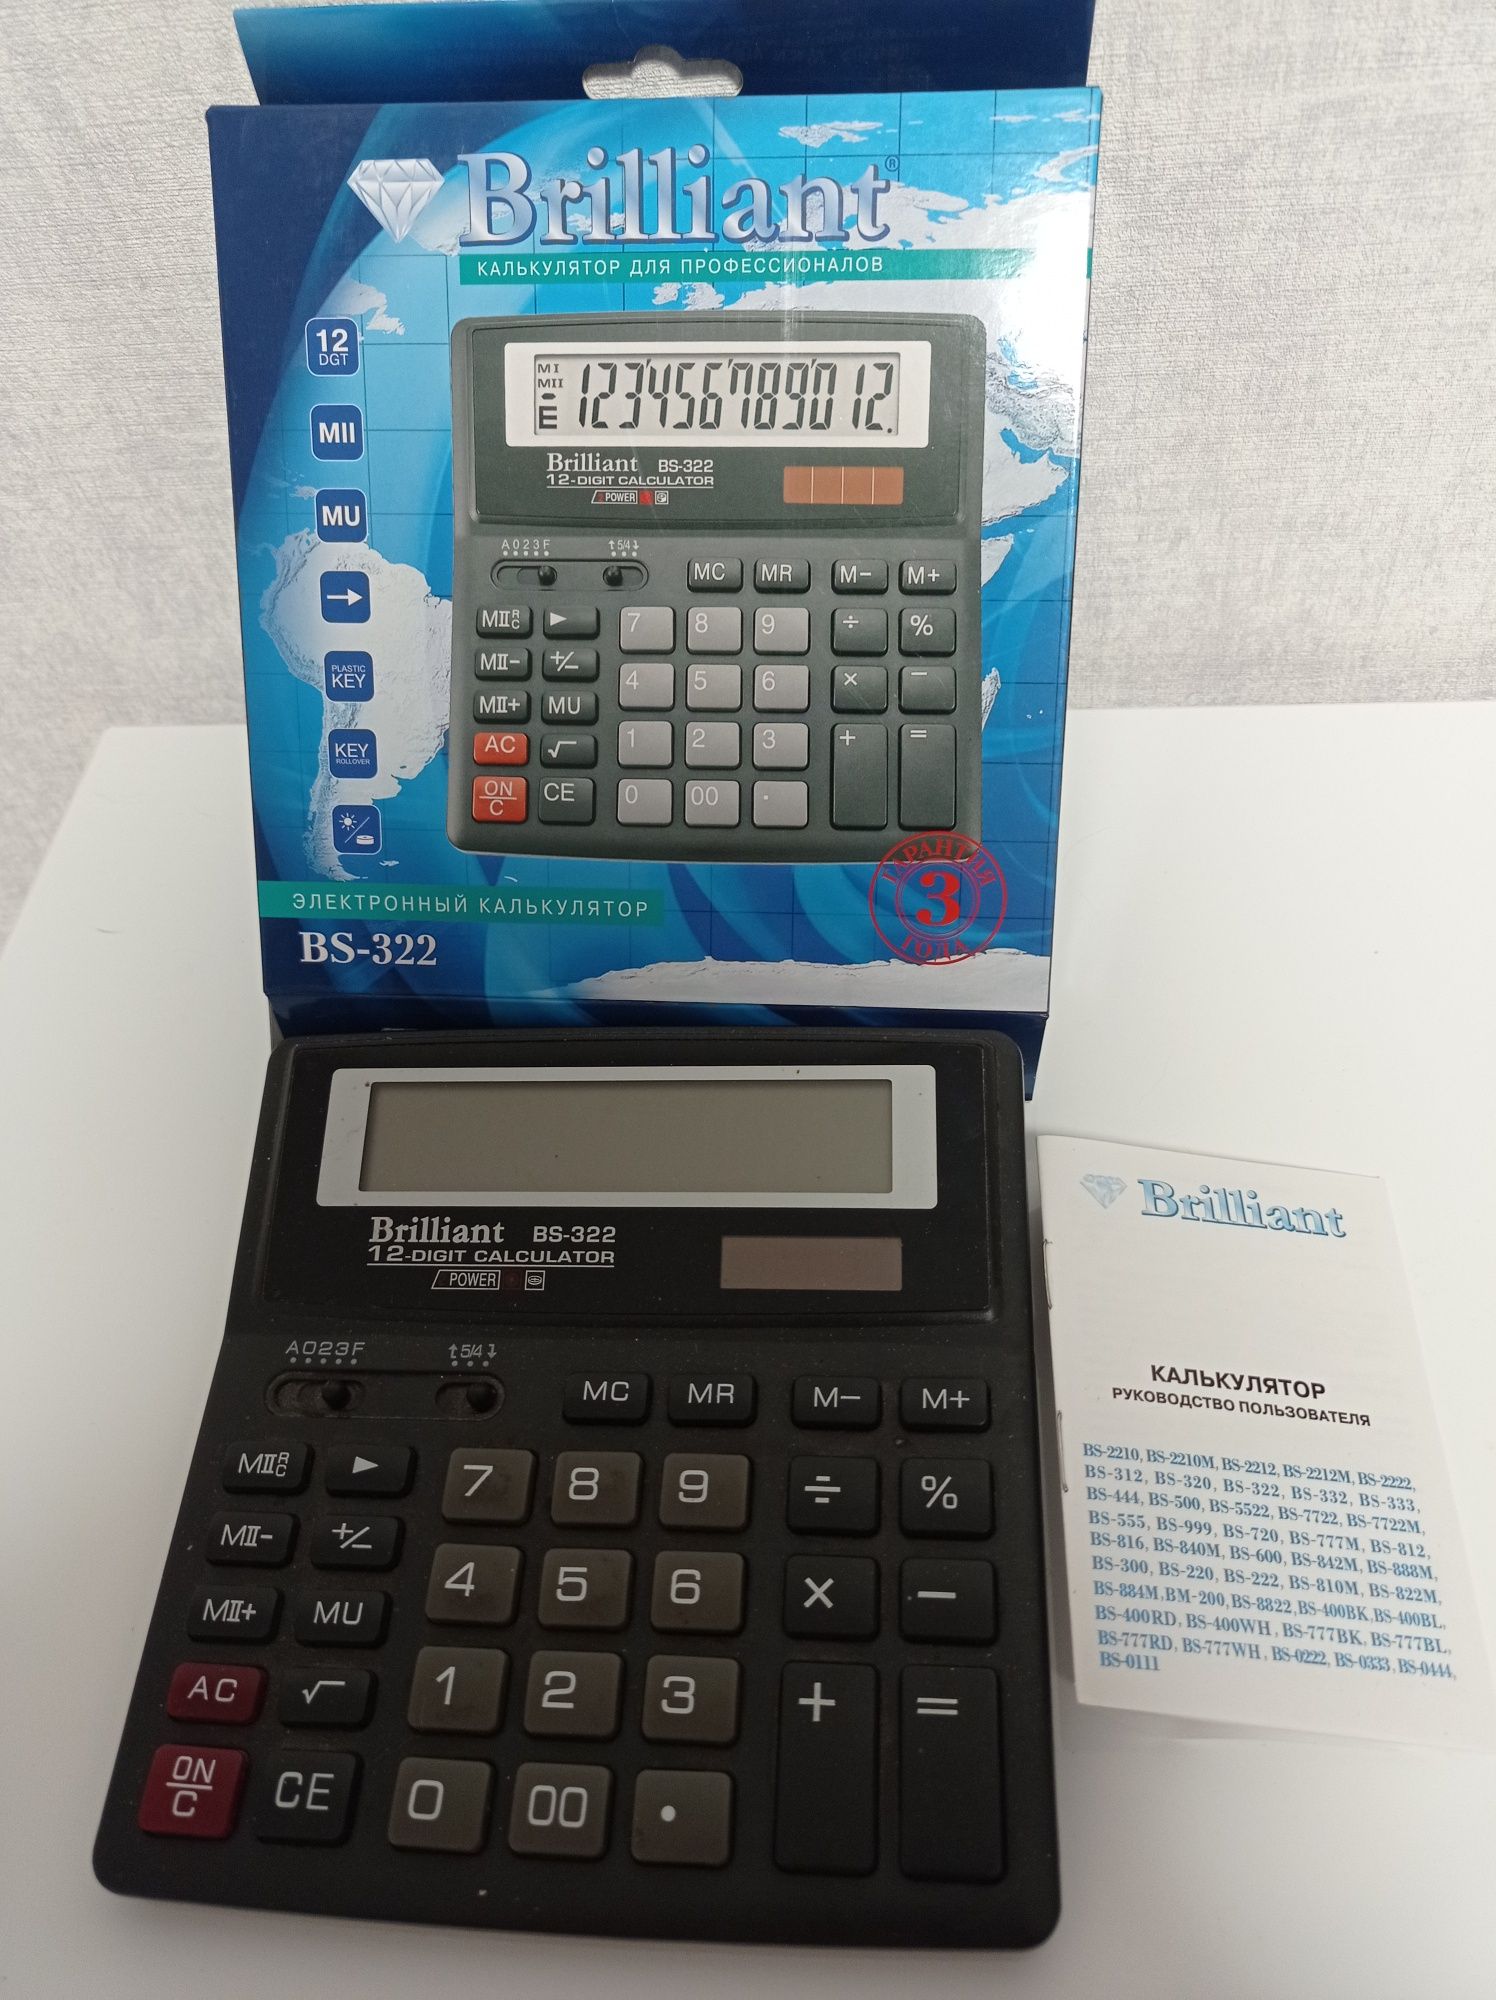 Brilliant®
КАЛЬКУЛЯТОР ДЛЯ ПРОФЕССИОНАЛОВ
12
DGT
MII
MU
→
PLASTIC
KEY
KEY
ROLLOVER
MI
MII
E
123'456'789'012.
Brilliant BS-322
12-DIGIT CALCULATOR
2 POWER
A023F
↑5/4↓
MC MR M− M+
MII R C ▶ 7 8 9 ÷ %
MII− +/− 4 5 6 × −
MII+ MU 1 2 3 + =
AC √
ON/C CE 0 00 .
ГАРАНТИЯ
3
ГОДА
ЭЛЕКТРОННЫЙ КАЛЬКУЛЯТОР
BS-322
Brilliant BS-322
12-DIGIT CALCULATOR
2 POWER
A023F
↑5/4↓
MC MR M− M+
MII R C ▶ 7 8 9 ÷ %
MII− +/− 4 5 6 × −
MII+ MU 1 2 3 + =
AC √
ON/C CE 0 00 .
Brilliant
КАЛЬКУЛЯТОР
РУКОВОДСТВО ПОЛЬЗОВАТЕЛЯ
BS-2210, BS-2210M, BS-2212, BS-2212M, BS-2222,
BS-312, BS-320, BS-322, BS-332, BS-333,
BS-444, BS-500, BS-5522, BS-7722, BS-7722M,
BS-555, BS-999, BS-720, BS-777M, BS-812,
BS-816, BS-840M, BS-600, BS-842M, BS-888M,
BS-300, BS-220, BS-222, BS-810M, BS-822M,
BS-884M, BM-200, BS-8822, BS-400BK, BS-400BL,
BS-400RD, BS-400WH, BS-777BK, BS-777BL,
BS-777RD, BS-777WH, BS-0222, BS-0333, BS-0444,
BS-0111